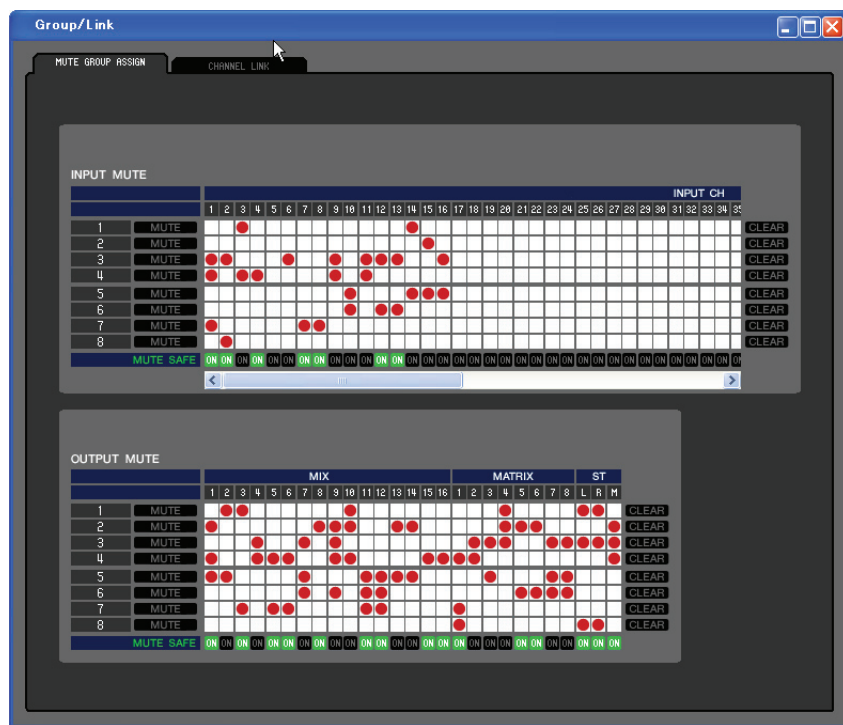 Group/Link
MUTE GROUP ASSIGN CHANNEL LINK
INPUT MUTE
INPUT CH
1 2 3 4 5 6 7 8 9 10 11 12 13 14 15 16 17 18 19 20 21 22 23 24 25 26 27 28 29 30 31 32 33 34 35
1 MUTE CLEAR
2 MUTE CLEAR
3 MUTE CLEAR
4 MUTE CLEAR
5 MUTE CLEAR
6 MUTE CLEAR
7 MUTE CLEAR
8 MUTE CLEAR
MUTE SAFE ON ON ON ON ON ON ON ON ON ON ON ON ON ON ON ON ON ON ON ON ON ON ON ON ON ON ON ON ON ON ON ON ON ON
OUTPUT MUTE
MIX MATRIX ST
1 2 3 4 5 6 7 8 9 10 11 12 13 14 15 16 1 2 3 4 5 6 7 8 L R M
1 MUTE CLEAR
2 MUTE CLEAR
3 MUTE CLEAR
4 MUTE CLEAR
5 MUTE CLEAR
6 MUTE CLEAR
7 MUTE CLEAR
8 MUTE CLEAR
MUTE SAFE ON ON ON ON ON ON ON ON ON ON ON ON ON ON ON ON ON ON ON ON ON ON ON ON ON ON ON